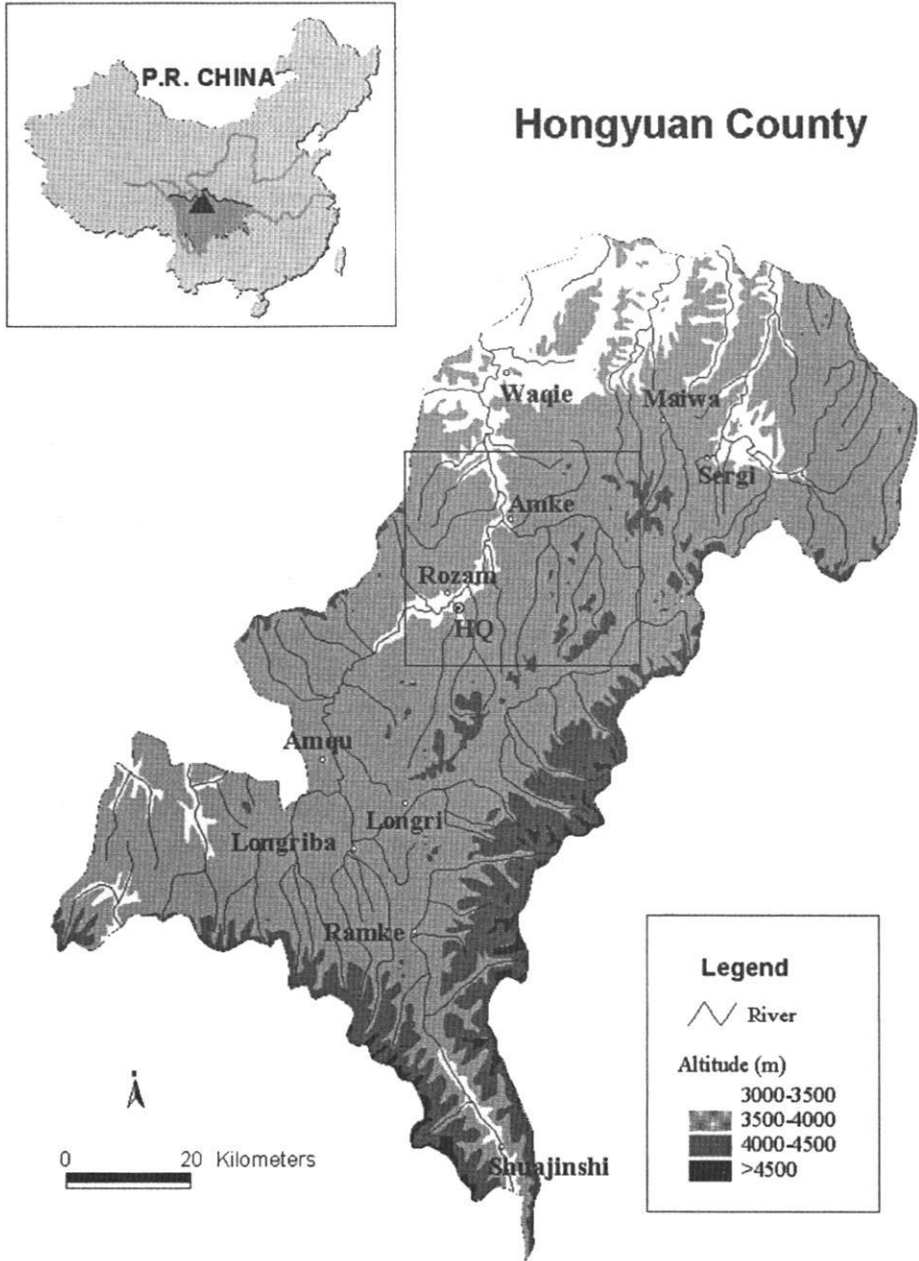 P.R. CHINA
Hongyuan County
Waqie
Maiwa
Sergi
Amke
Rozam
HQ
Amqu
Longri
Longriba
Ramke
Shuajinshi
Legend
River
Altitude (m)
3000-3500
3500-4000
4000-4500
>4500
0 20 Kilometers